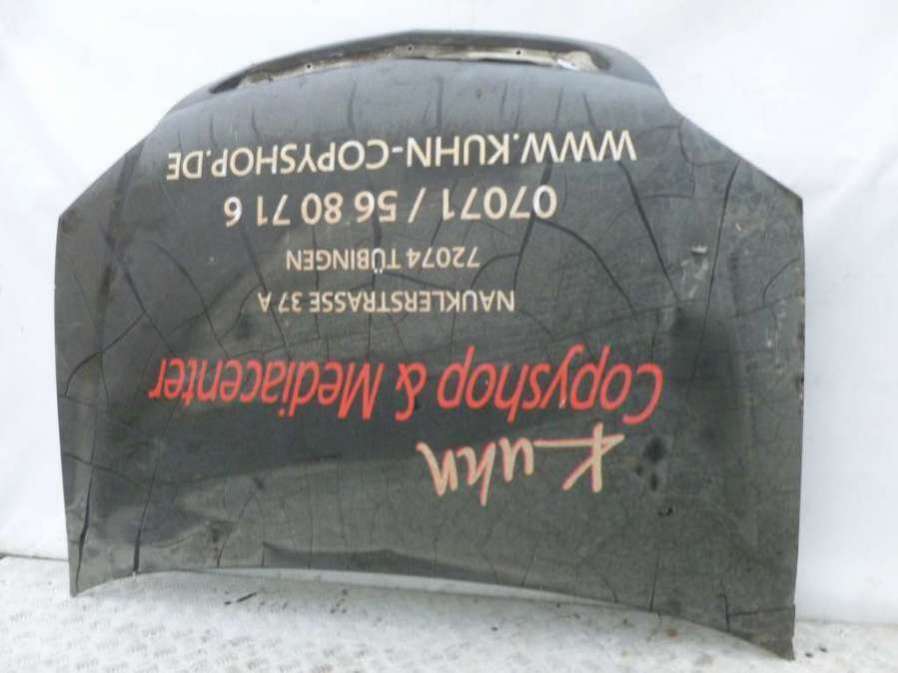 Kuhn
Copyshop & Mediacenter
NAUKLERSTRASSE 37 A
72074 TÜBINGEN
07071 / 56 80 71 6
WWW.KUHN-COPYSHOP.DE